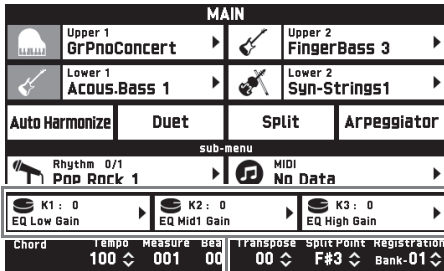 MAIN
Upper 1
GrPnoConcert
Upper 2
FingerBass 3
Lower 1
Acous.Bass 1
Lower 2
Syn-Strings1
Auto Harmonize Duet Split Arpeggiator
sub-menu
Rhythm 0/1
Pop Rock 1
MIDI
No Data
K1 : 0
EQ Low Gain
K2 : 0
EQ Mid1 Gain
K3 : 0
EQ High Gain
Chord Tempo Measure Bea Transpose Split Point Registration
100 001 00 00 F#3 Bank-01